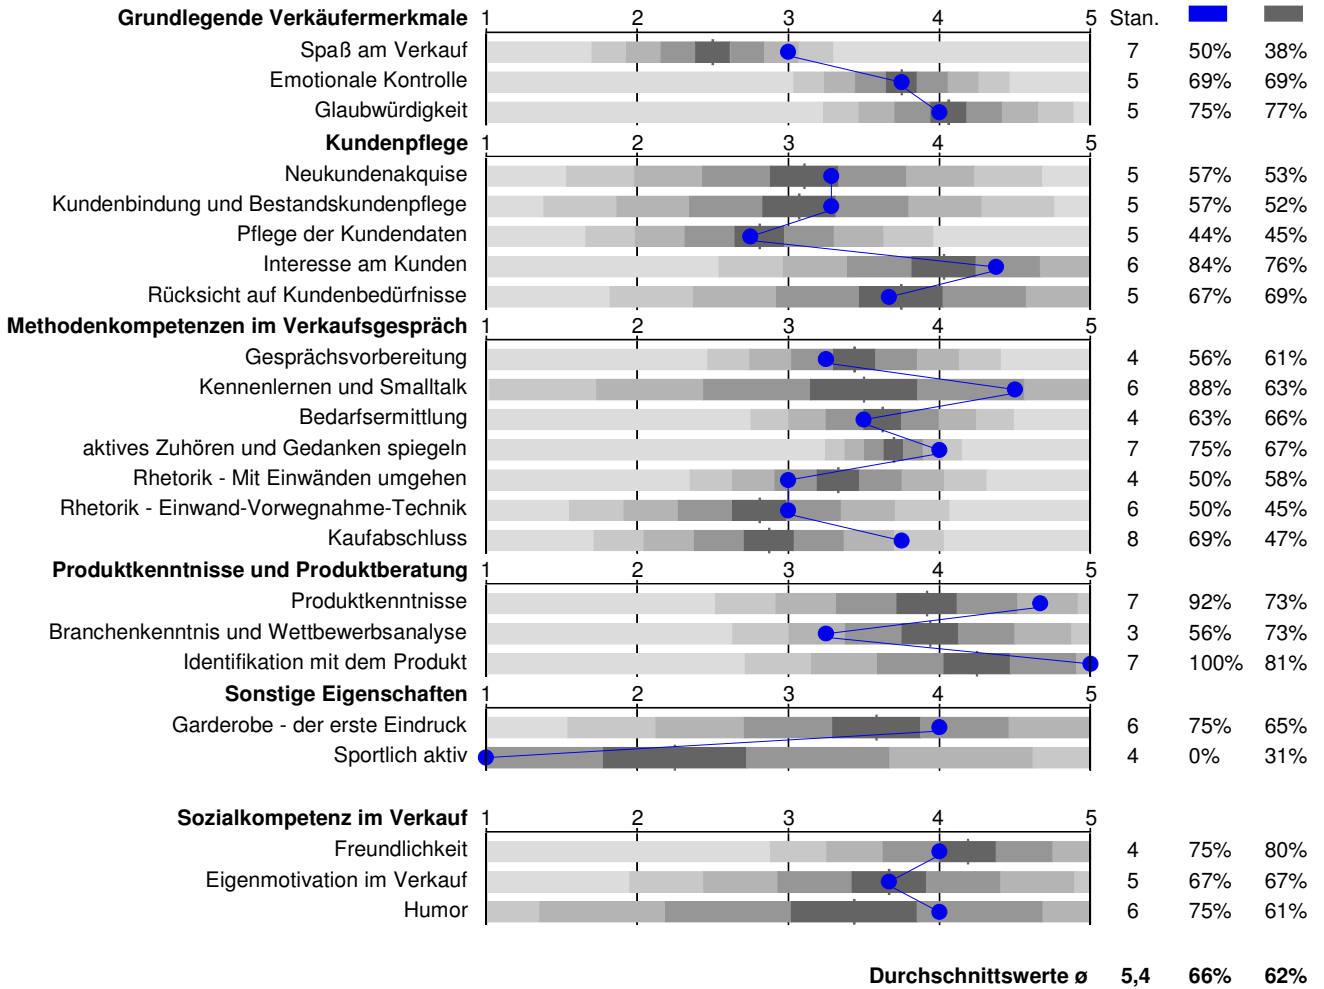 Grundlegende Verkäufermerkmale 1 2 3 4 5 Stan.
Spaß am Verkauf 7 50% 38%
Emotionale Kontrolle 5 69% 69%
Glaubwürdigkeit 5 75% 77%
Kundenpflege 1 2 3 4 5
Neukundenakquise 5 57% 53%
Kundenbindung und Bestandskundenpflege 5 57% 52%
Pflege der Kundendaten 5 44% 45%
Interesse am Kunden 6 84% 76%
Rücksicht auf Kundenbedürfnisse 5 67% 69%
Methodenkompetenzen im Verkaufsgespräch 1 2 3 4 5
Gesprächsvorbereitung 4 56% 61%
Kennenlernen und Smalltalk 6 88% 63%
Bedarfsermittlung 4 63% 66%
aktives Zuhören und Gedanken spiegeln 7 75% 67%
Rhetorik - Mit Einwänden umgehen 4 50% 58%
Rhetorik - Einwand-Vorwegnahme-Technik 6 50% 45%
Kaufabschluss 8 69% 47%
Produktkenntnisse und Produktberatung 1 2 3 4 5
Produktkenntnisse 7 92% 73%
Branchenkenntnis und Wettbewerbsanalyse 3 56% 73%
Identifikation mit dem Produkt 7 100% 81%
Sonstige Eigenschaften 1 2 3 4 5
Garderobe - der erste Eindruck 6 75% 65%
Sportlich aktiv 4 0% 31%
Sozialkompetenz im Verkauf 1 2 3 4 5
Freundlichkeit 4 75% 80%
Eigenmotivation im Verkauf 5 67% 67%
Humor 6 75% 61%
Durchschnittswerte ø 5,4 66% 62%